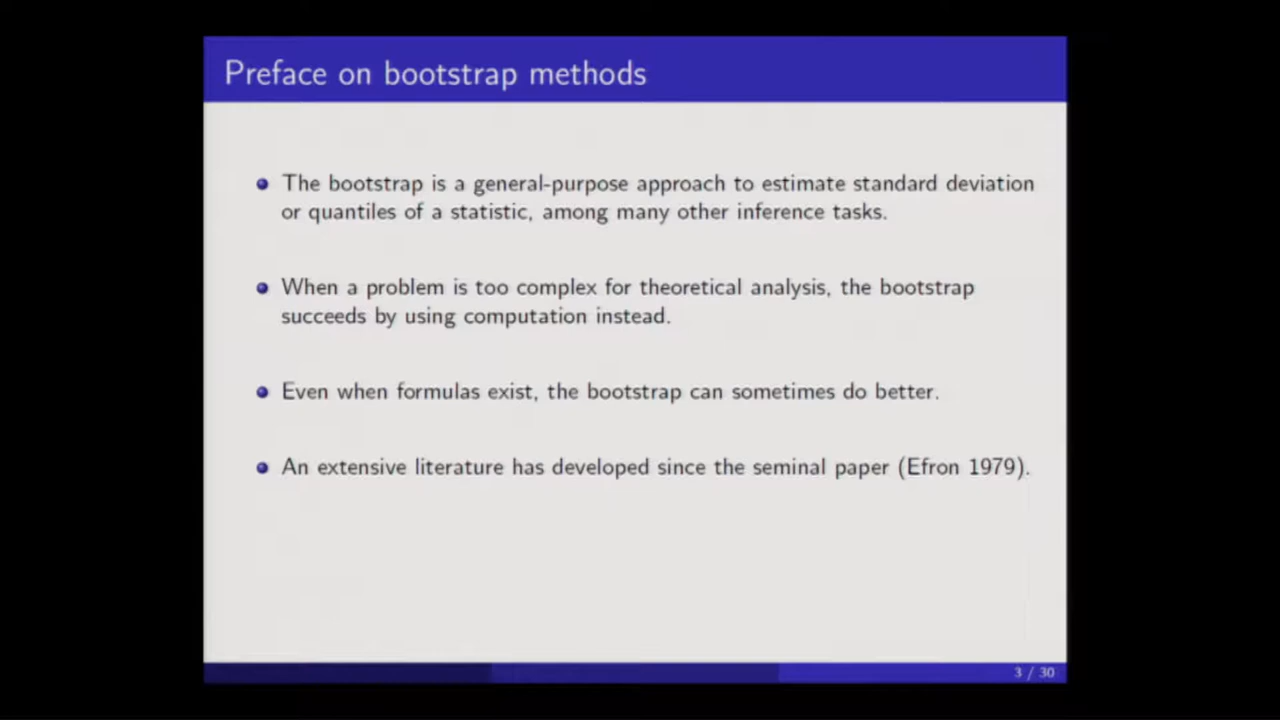 Preface on bootstrap methods
The bootstrap is a general-purpose approach to estimate standard deviation
or quantiles of a statistic, among many other inference tasks.
When a problem is too complex for theoretical analysis, the bootstrap
succeeds by using computation instead.
Even when formulas exist, the bootstrap can sometimes do better.
An extensive literature has developed since the seminal paper (Efron 1979).
3 / 30